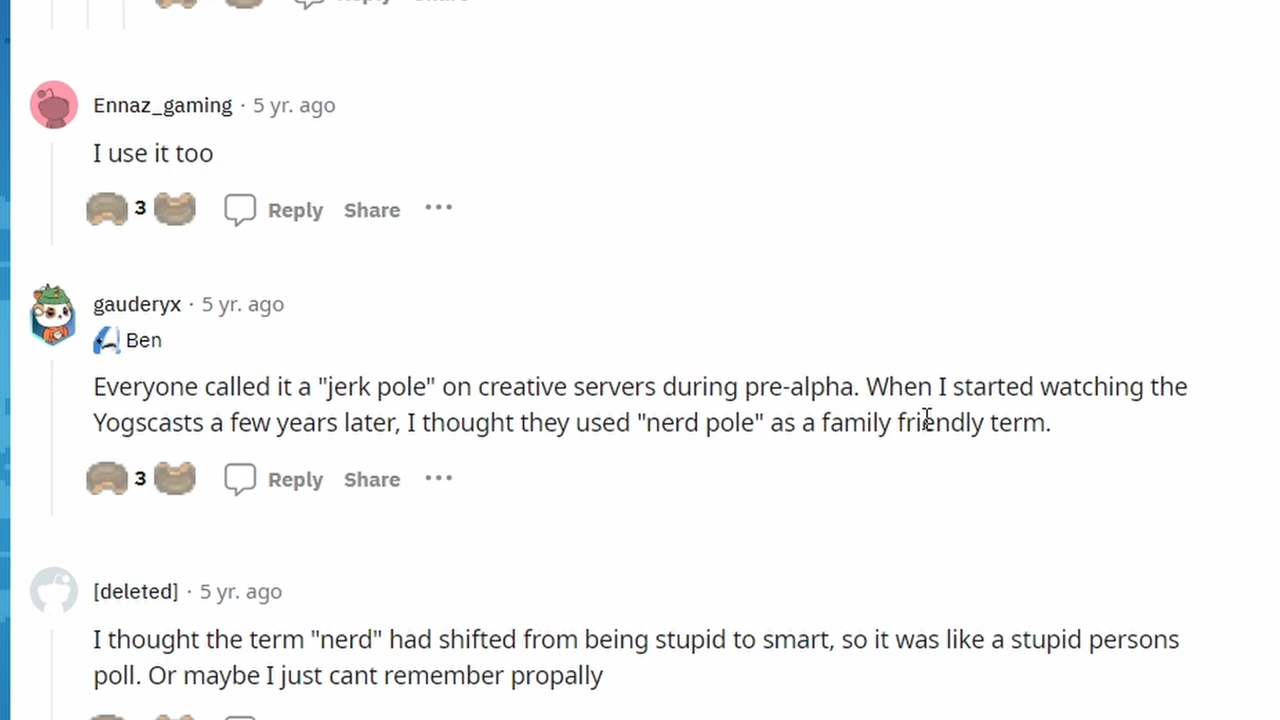 Reply Share
Ennaz_gaming · 5 yr. ago
I use it too
3 Reply Share ···
gauderyx · 5 yr. ago
Ben
Everyone called it a "jerk pole" on creative servers during pre-alpha. When I started watching the
Yogscasts a few years later, I thought they used "nerd pole" as a family friendly term.
3 Reply Share ···
[deleted] · 5 yr. ago
I thought the term "nerd" had shifted from being stupid to smart, so it was like a stupid persons
poll. Or maybe I just cant remember propally